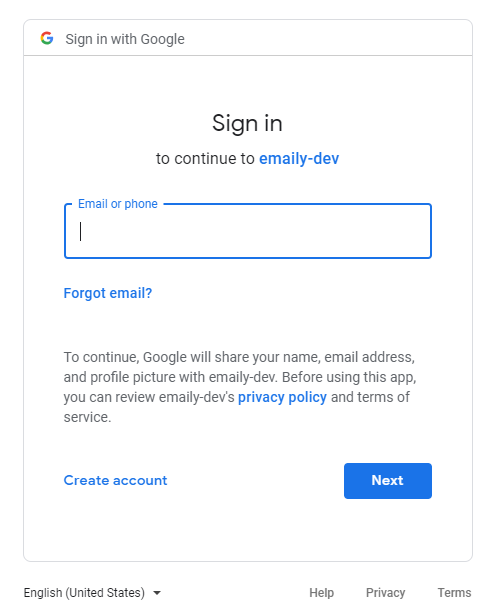 Sign in with Google
Sign in
to continue to emaily-dev
Email or phone
Forgot email?
To continue, Google will share your name, email address,
and profile picture with emaily-dev. Before using this app,
you can review emaily-dev's privacy policy and terms of
service.
Create account
Next
English (United States)
Help
Privacy
Terms